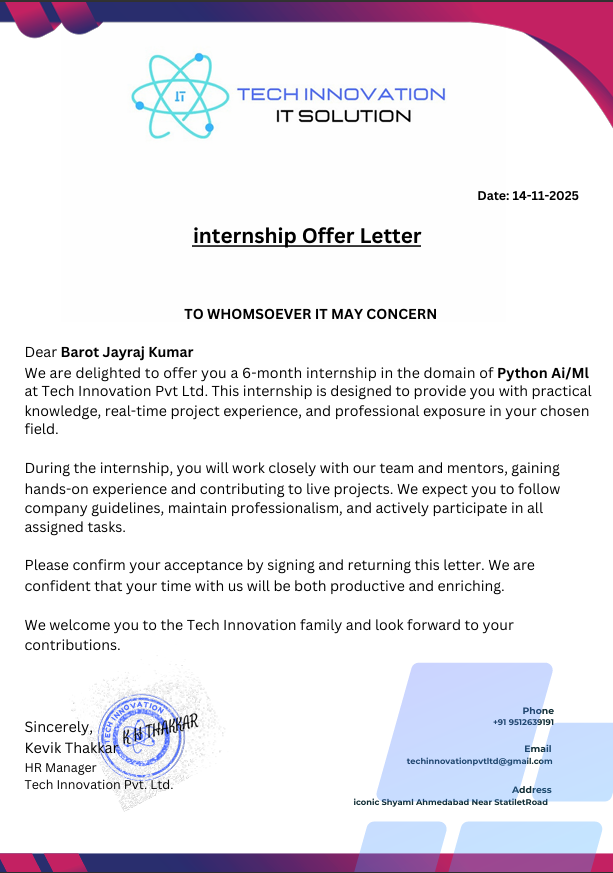 IT
TECH INNOVATION
IT SOLUTION
Date: 14-11-2025
internship Offer Letter
TO WHOMSOEVER IT MAY CONCERN
Dear Barot Jayraj Kumar
We are delighted to offer you a 6-month internship in the domain of Python Ai/Ml
at Tech Innovation Pvt Ltd. This internship is designed to provide you with practical
knowledge, real-time project experience, and professional exposure in your chosen
field.
During the internship, you will work closely with our team and mentors, gaining
hands-on experience and contributing to live projects. We expect you to follow
company guidelines, maintain professionalism, and actively participate in all
assigned tasks.
Please confirm your acceptance by signing and returning this letter. We are
confident that your time with us will be both productive and enriching.
We welcome you to the Tech Innovation family and look forward to your
contributions.
TECH INNOVATION
K N THAKKAR
Sincerely,
Kevik Thakkar
HR Manager
Tech Innovation Pvt. Ltd.
Phone
+91 9512639191
Email
techinnovationpvtltd@gmail.com
Address
iconic Shyaml Ahmedabad Near StatiletRoad